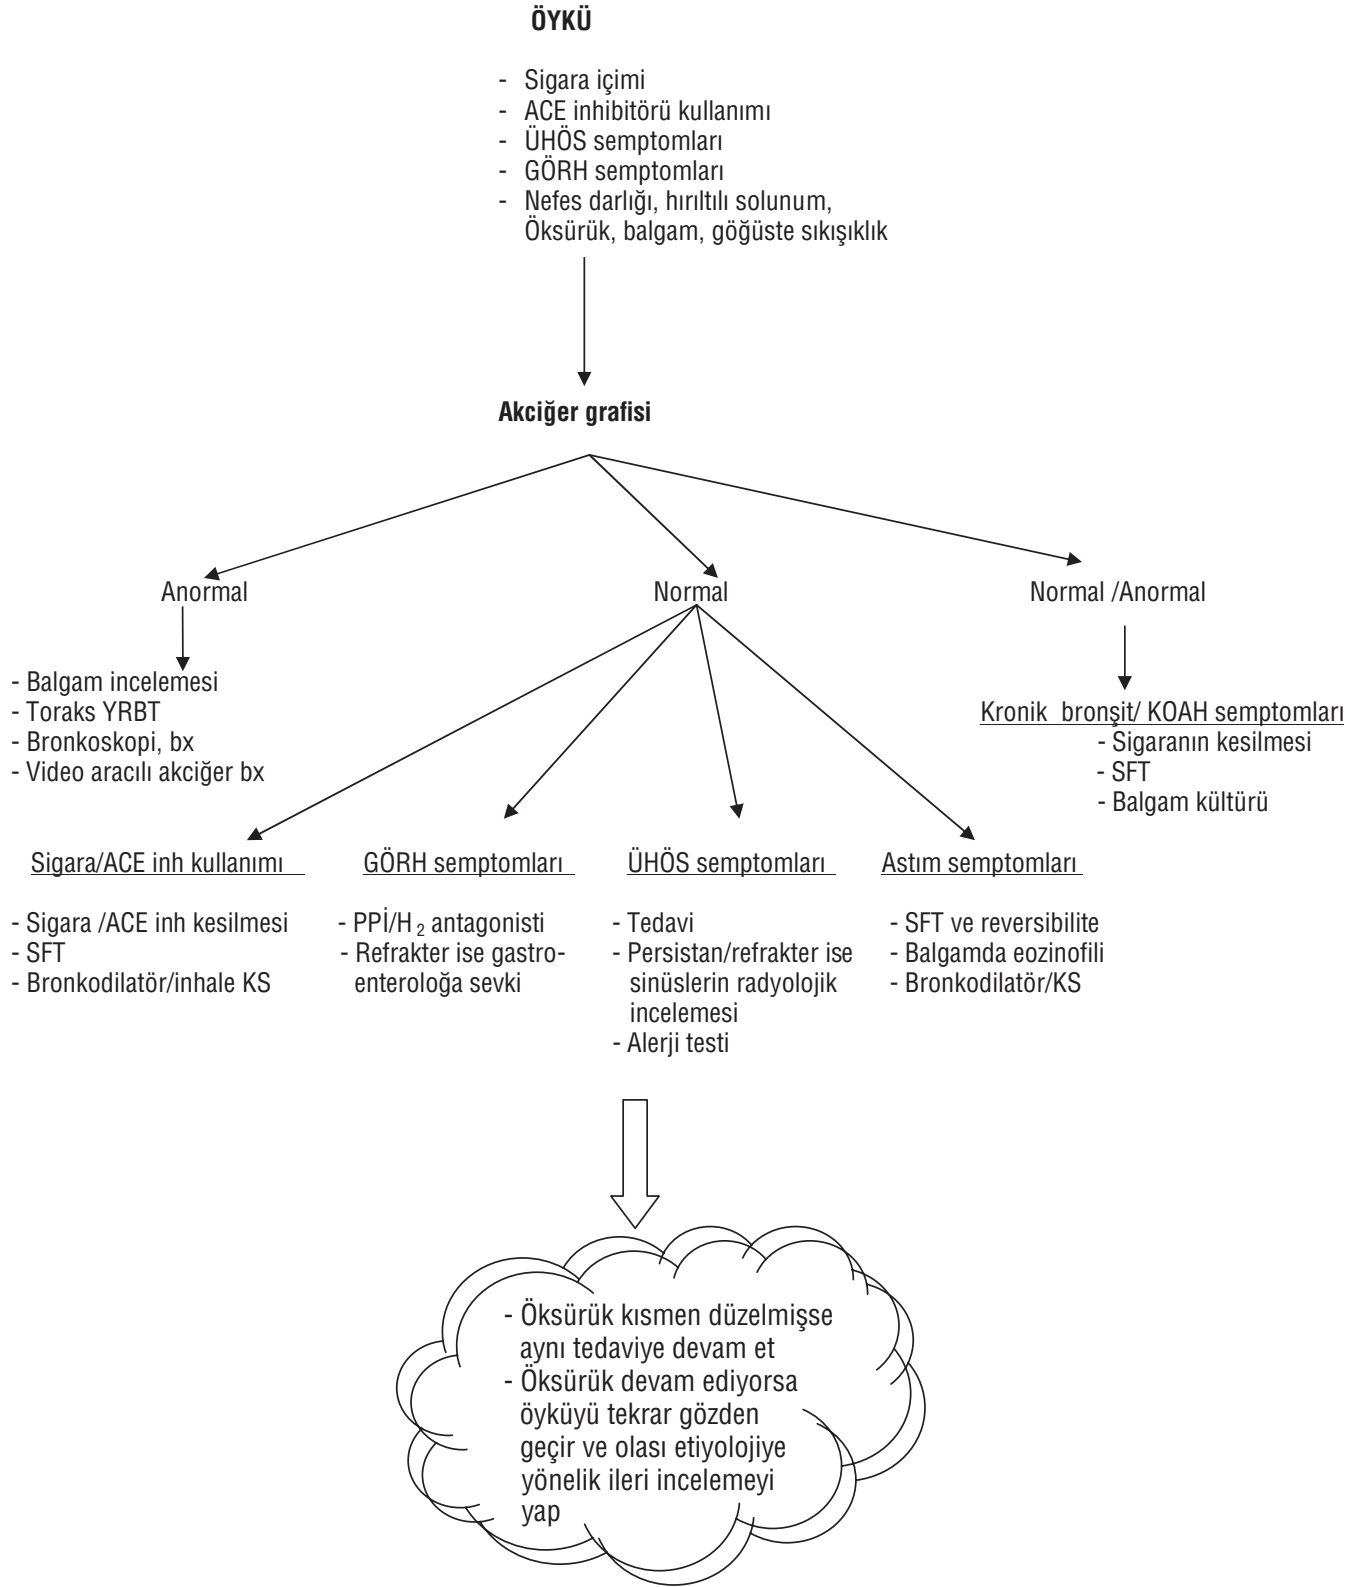 ÖYKÜ
- Sigara içimi
- ACE inhibitörü kullanımı
- ÜHÖS semptomları
- GÖRH semptomları
- Nefes darlığı, hırıltılı solunum,
Öksürük, balgam, göğüste sıkışıklık
Akciğer grafisi
Anormal
- Balgam incelemesi
- Toraks YRBT
- Bronkoskopi, bx
- Video aracılı akciğer bx
Normal
Sigara/ACE inh kullanımı
- Sigara /ACE inh kesilmesi
- SFT
- Bronkodilatör/inhale KS
GÖRH semptomları
- PPİ/H₂ antagonisti
- Refrakter ise gastro-
enteroloğa sevki
ÜHÖS semptomları
- Tedavi
- Persistan/refrakter ise
sinüslerin radyolojik
incelemesi
- Alerji testi
Astım semptomları
- SFT ve reversibilite
- Balgamda eozinofili
- Bronkodilatör/KS
Normal /Anormal
Kronik bronşit/ KOAH semptomları
- Sigaranın kesilmesi
- SFT
- Balgam kültürü
- Öksürük kısmen düzelmişse
aynı tedaviye devam et
- Öksürük devam ediyorsa
öyküyü tekrar gözden
geçir ve olası etiyolojiye
yönelik ileri incelemeyi
yap